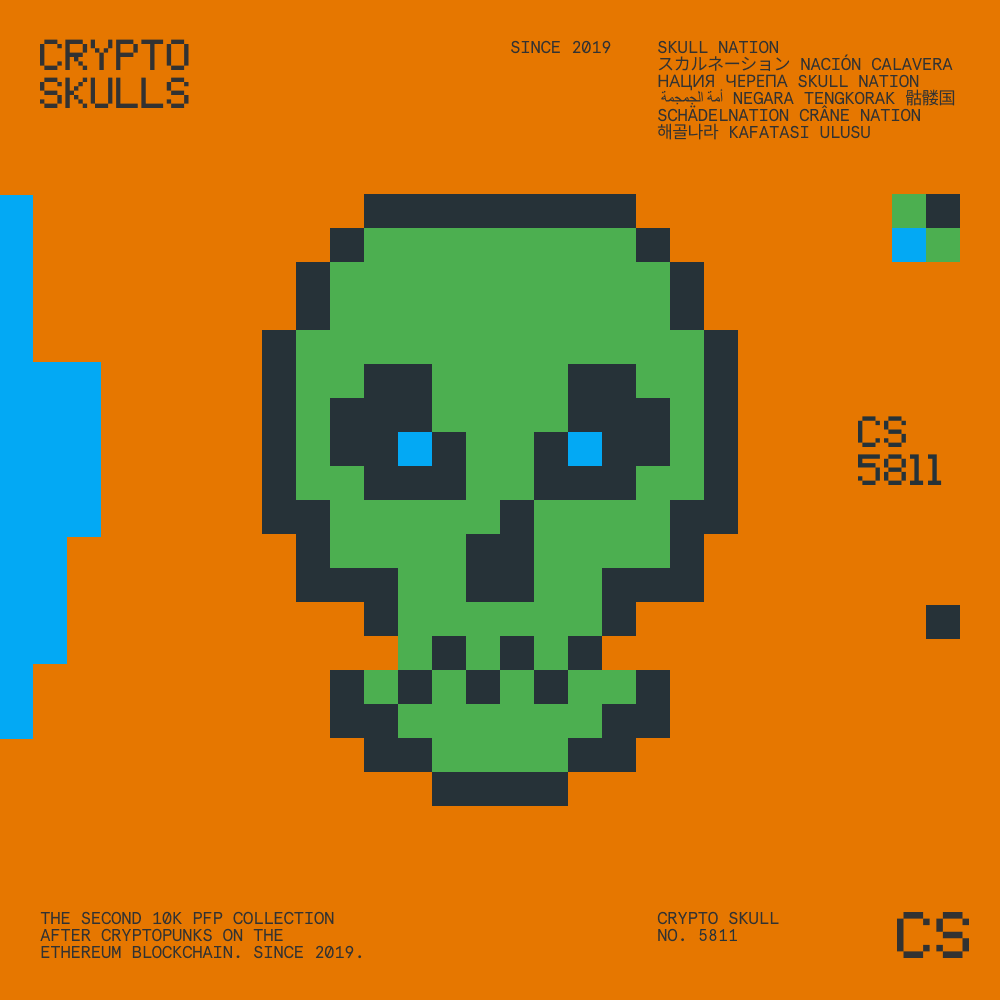 CRYPTO
SKULLS
SINCE 2019
SKULL NATION
スカルネーション NACIÓN CALAVERA
НАЦИЯ ЧЕРЕПА SKULL NATION
أمة الجمجمة NEGARA TENGKORAK 骷髅国
SCHÄDELNATION CRÂNE NATION
해골나라 KAFATASI ULUSU
CS
5811
THE SECOND 10K PFP COLLECTION
AFTER CRYPTOPUNKS ON THE
ETHEREUM BLOCKCHAIN. SINCE 2019.
CRYPTO SKULL
NO. 5811
CS